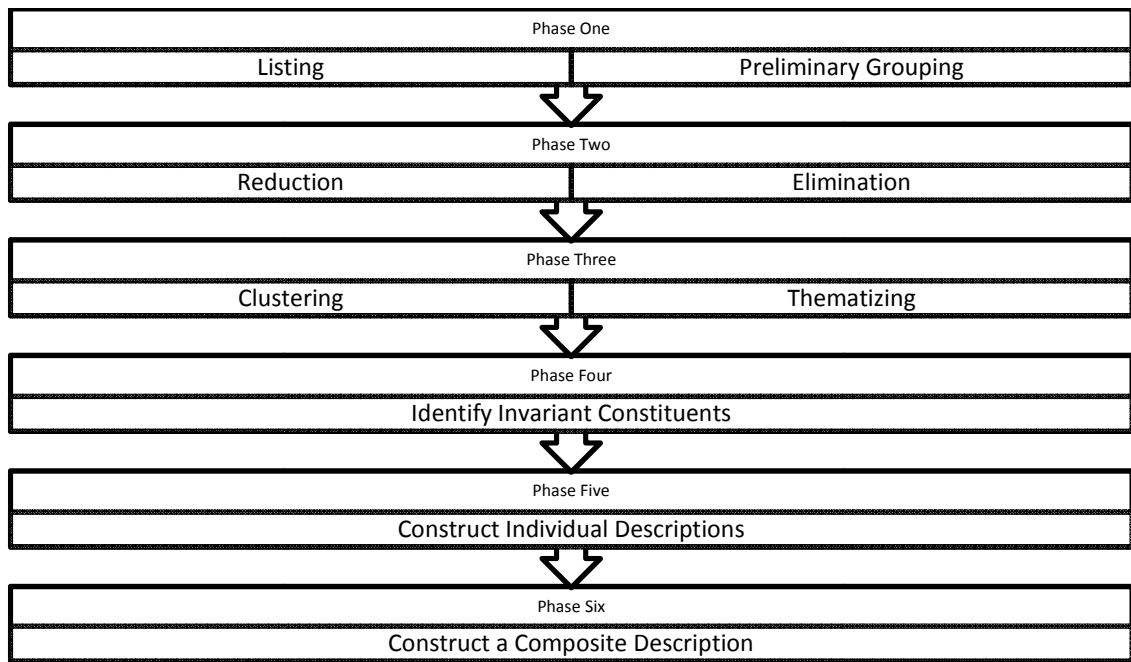 Phase One
Listing Preliminary Grouping
Phase Two
Reduction Elimination
Phase Three
Clustering Thematizing
Phase Four
Identify Invariant Constituents
Phase Five
Construct Individual Descriptions
Phase Six
Construct a Composite Description